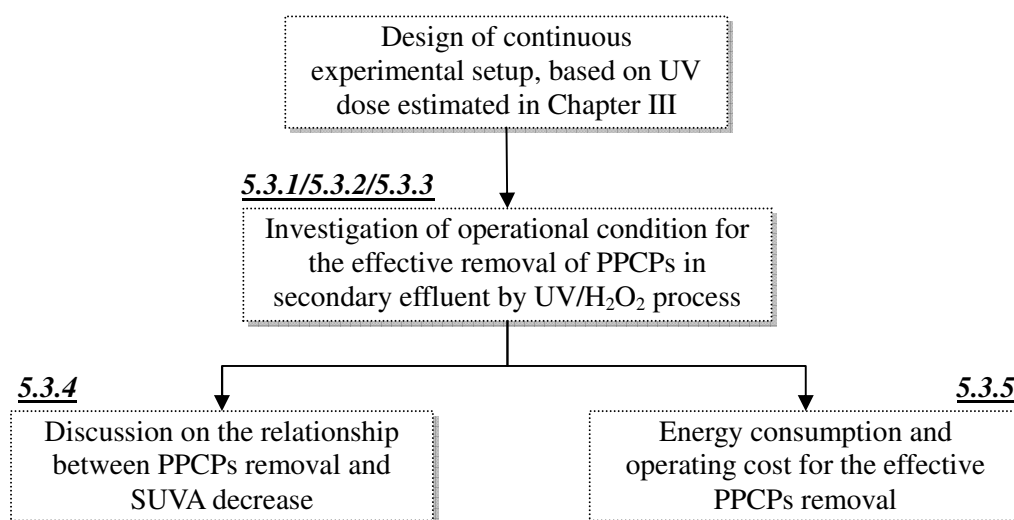 Design of continuous
experimental setup, based on UV
dose estimated in Chapter III
5.3.1/5.3.2/5.3.3
Investigation of operational condition for
the effective removal of PPCPs in
secondary effluent by UV/H₂O₂ process
5.3.4
Discussion on the relationship
between PPCPs removal and
SUVA decrease
5.3.5
Energy consumption and
operating cost for the effective
PPCPs removal